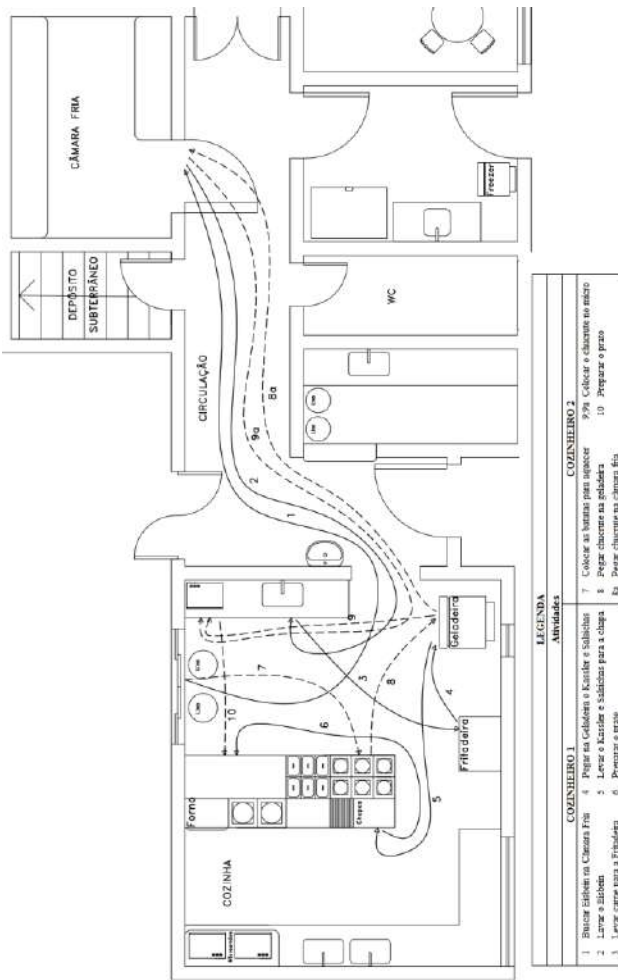 CÂMARA FRIA
DEPÓSITO
SUBTERRÂNEO
CIRCULAÇÃO
WC
Freezer
8a
9a
2
1
9
3
7
8
10
6
4
5
Geladeira
Fritadeira
Forno
Chapas
COZINHA
LEGENDA
Atividades
COZINHEIRO 1
COZINHEIRO 2
1 Buscar Eisbein na Câmara Fria
2 Lavar o Eisbein
3 Levar carne para a Fritadeira
4 Pegar na Geladeira o Kassler e Salsichas
5 Levar o Kassler e Salsichas para a chapa
6 Preparar o prato
7 Colocar as batatas para aquecer
8 Pegar chucrute na geladeira
8a Pegar chucrute na câmara fria
9,9a Colocar o chucrute no micro
10 Preparar o prato